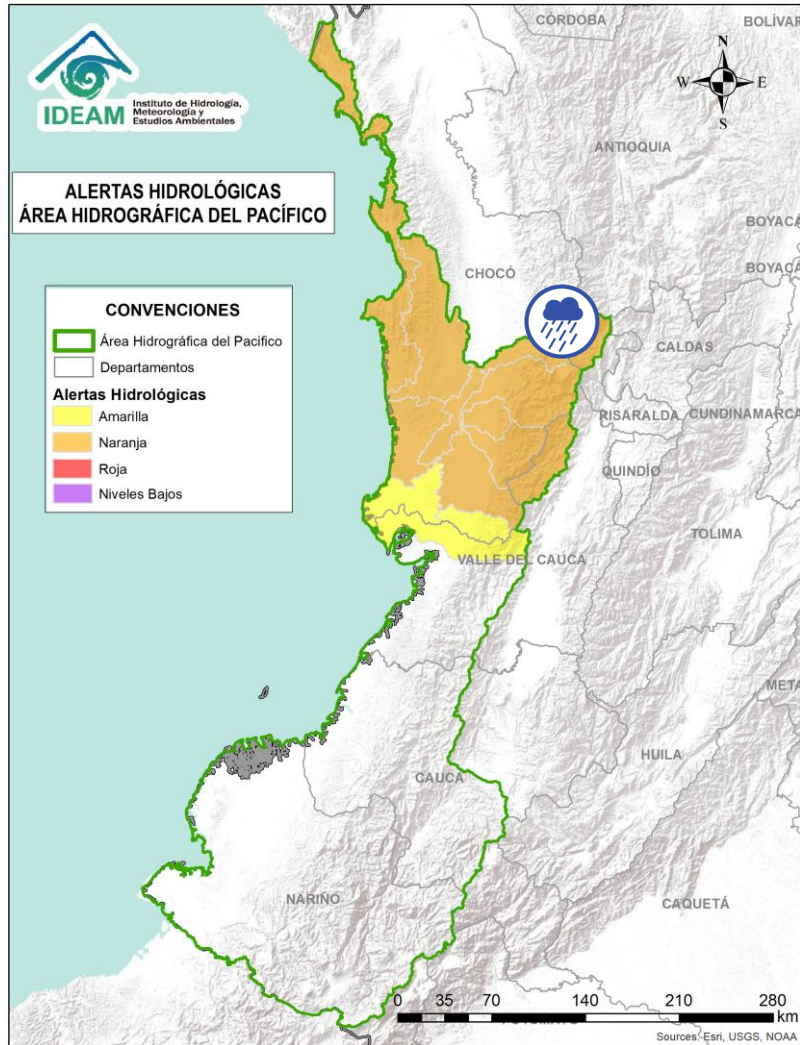 IDEAM
Instituto de Hidrología,
Meteorología y
Estudios Ambientales
CÓRDOBA
BOLÍVAR
N
W
E
S
ANTIOQUIA
ALERTAS HIDROLÓGICAS
ÁREA HIDROGRÁFICA DEL PACÍFICO
BOYACÁ
BOYACÁ
CHOCÓ
CONVENCIONES
Área Hidrográfica del Pacifico
Departamentos
Alertas Hidrológicas
Amarilla
Naranja
Roja
Niveles Bajos
CALDAS
RISARALDA
CUNDINAMARCA
QUINDÍO
TOLIMA
VALLE DEL CAUCA
META
HUILA
CAUCA
NARIÑO
CAQUETÁ
0 35 70 140 210 280
km
Sources: Esri, USGS, NOAA